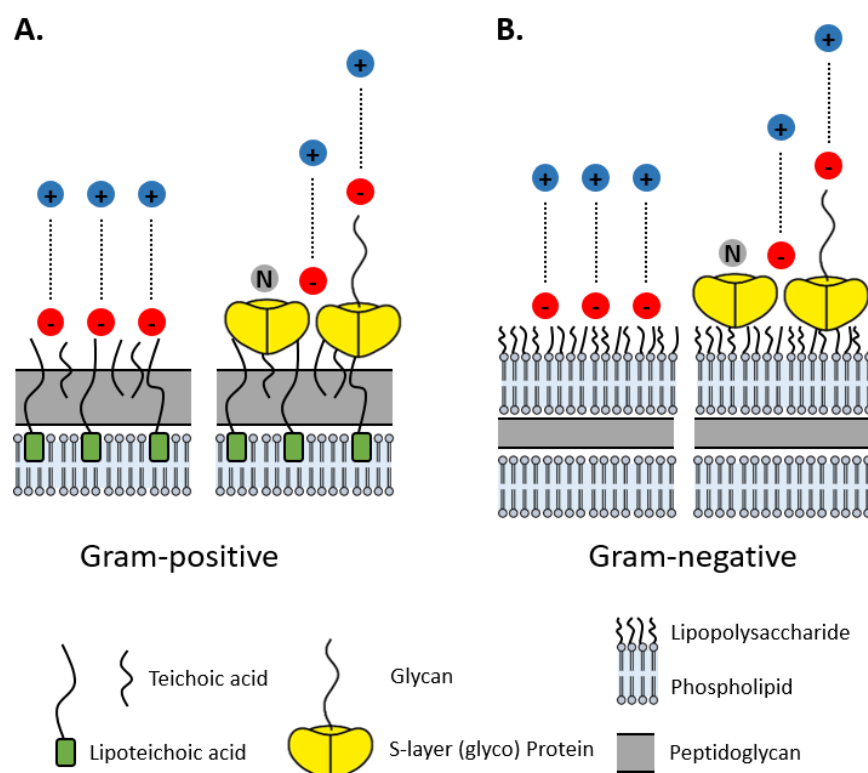 A.
B.
+
+
+
+
+
+
+
+
+
+
-
-
-
-
-
-
-
-
-
-
N
N
Gram-positive
Gram-negative
Teichoic acid
Glycan
Lipopolysaccharide
Phospholipid
Lipoteichoic acid
S-layer (glyco) Protein
Peptidoglycan